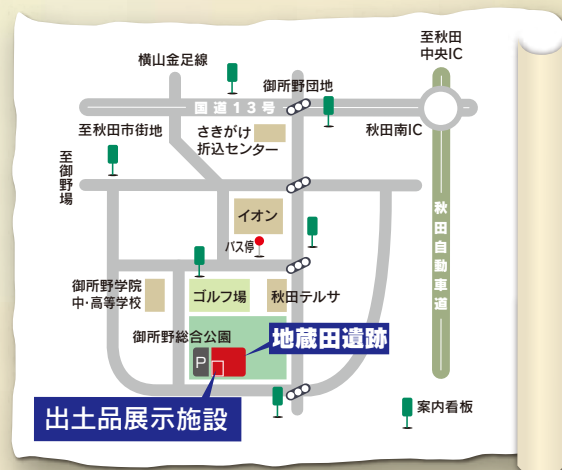 至秋田
中央IC
横山金足線
御所野団地
国道13号
至秋田市街地
さきがけ
折込センター
秋田南IC
至御野場
イオン
バス停
秋田自動車道
御所野学院
中・高等学校
ゴルフ場
秋田テルサ
御所野総合公園
地蔵田遺跡
P
出土品展示施設
案内看板